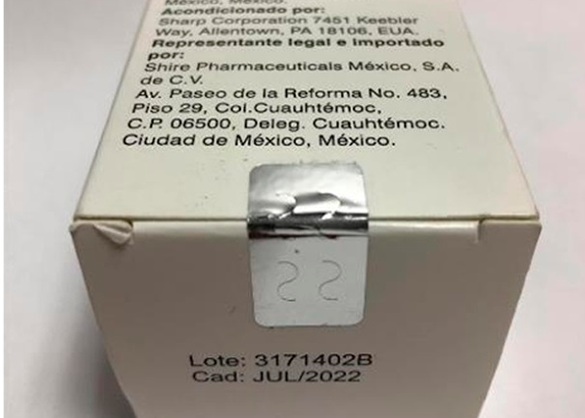 México, México.
Acondicionado por:
Sharp Corporation 7451 Keebler
Way, Allentown, PA 18106, EUA.
Representante legal e importado
por:
Shire Pharmaceuticals México, S.A.
de C.V.
Av. Paseo de la Reforma No. 483,
Piso 29, Col.Cuauhtémoc,
C.P. 06500, Deleg. Cuauhtémoc.
Ciudad de México, México.
Lote: 3171402B
Cad: JUL/2022